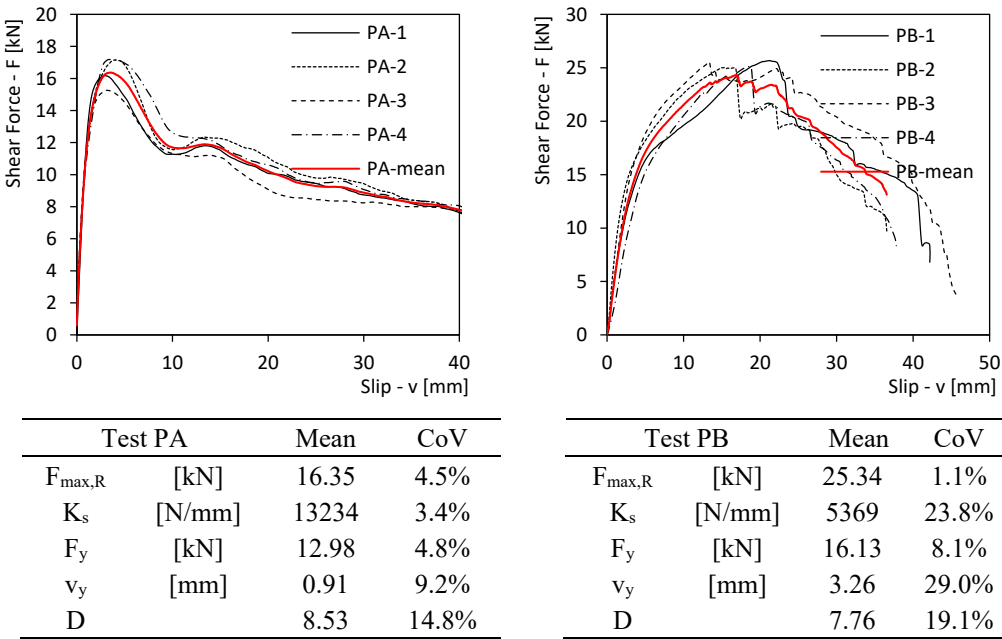 Shear Force - F [kN]
20
18
16
14
12
10
8
6
4
2
0
0 10 20 30 40
Slip - v [mm]
PA-1
PA-2
PA-3
PA-4
PA-mean
Shear Force - F [kN]
30
25
20
15
10
5
0
0 10 20 30 40 50
Slip - v [mm]
PB-1
PB-2
PB-3
PB-4
PB-mean
Test PA Mean CoV
Fmax,R [kN] 16.35 4.5%
Ks [N/mm] 13234 3.4%
Fy [kN] 12.98 4.8%
vy [mm] 0.91 9.2%
D 8.53 14.8%
Test PB Mean CoV
Fmax,R [kN] 25.34 1.1%
Ks [N/mm] 5369 23.8%
Fy [kN] 16.13 8.1%
vy [mm] 3.26 29.0%
D 7.76 19.1%